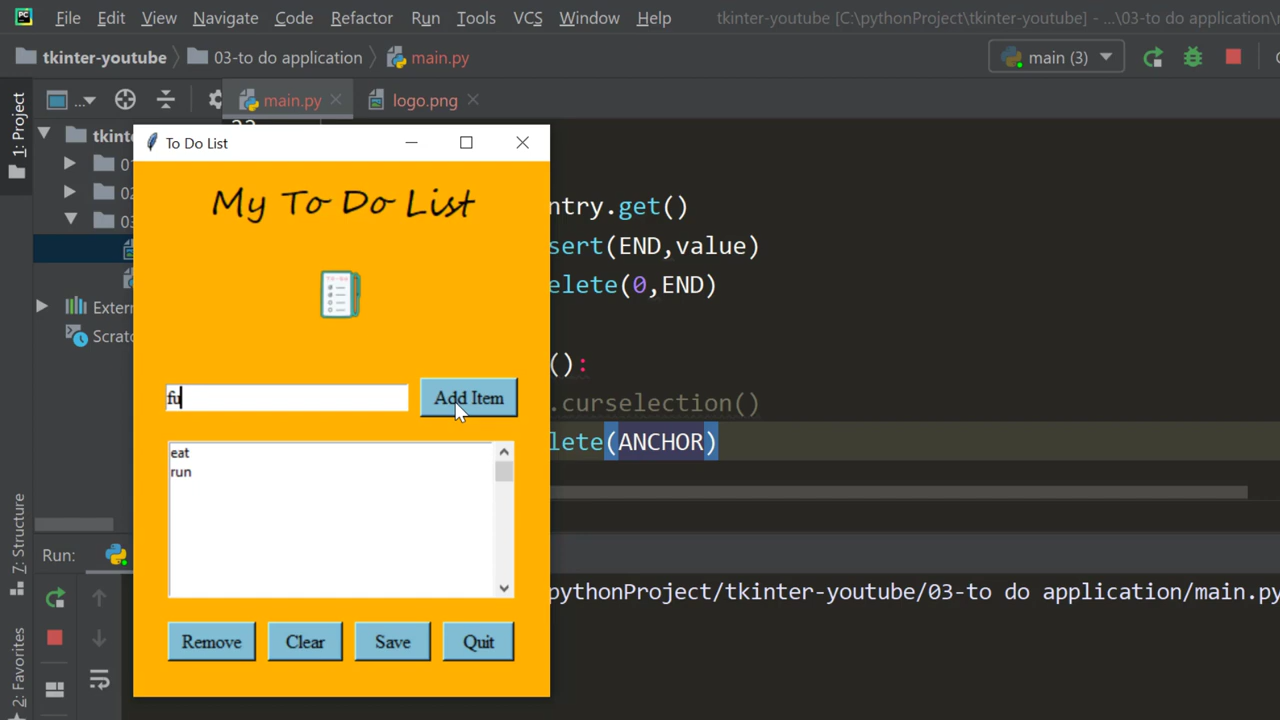 File Edit View Navigate Code Refactor Run Tools VCS Window Help tkinter-youtube [C:\pythonProject\tkinter-youtube] - ...\03-to do application\
tkinter-youtube 03-to do application main.py main (3)
1: Project
... main.py logo.png
To Do List
My To Do List
ntry.get()
sert(END,value)
elete(0,END)
():
.curselection()
lete(ANCHOR)
tkint
01
02
03
Exter
Scratc
fu
Add Item
eat
run
Remove Clear Save Quit
7: Structure
2: Favorites
Run:
pythonProject/tkinter-youtube/03-to do application/main.py